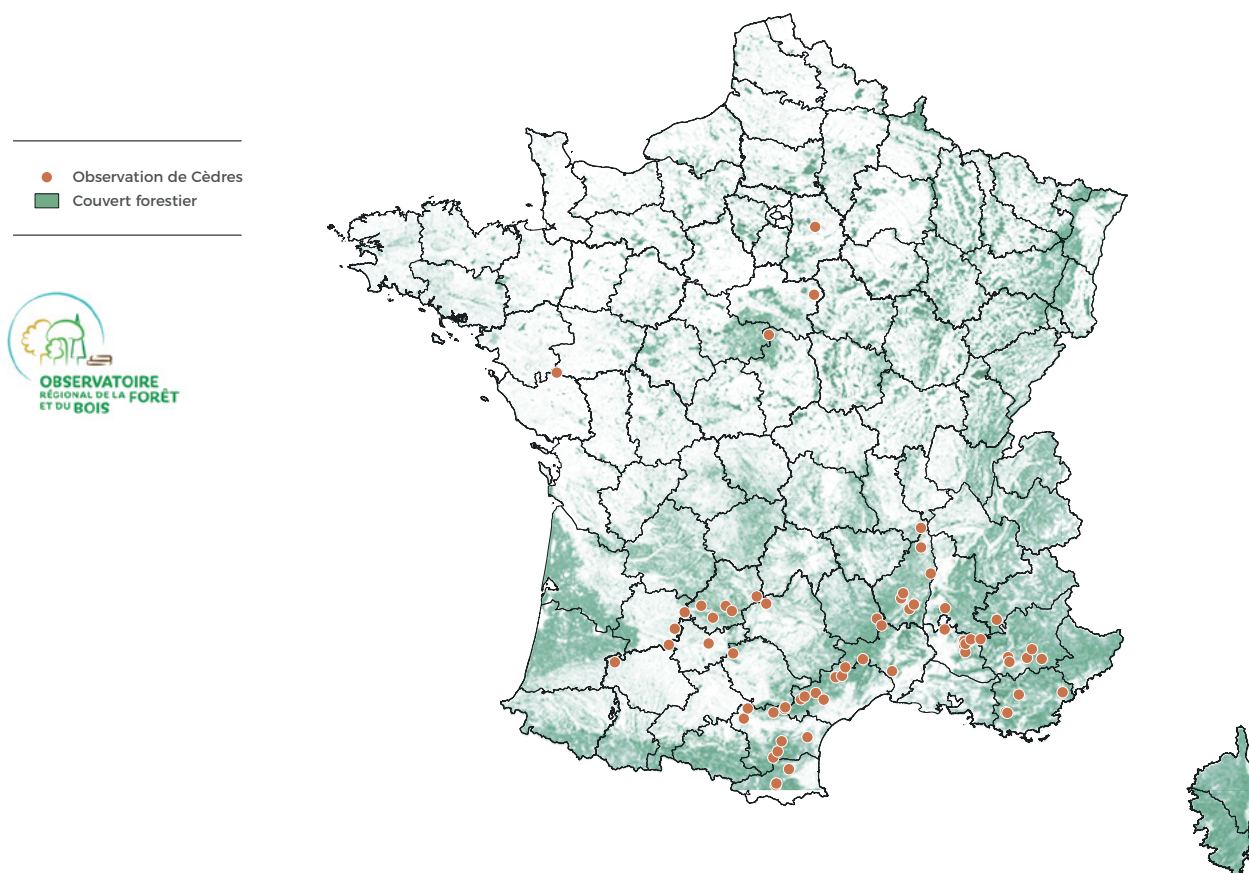 Observation de Cèdres
Couvert forestier
OBSERVATOIRE
RÉGIONAL DE LA FORÊT
ET DU BOIS